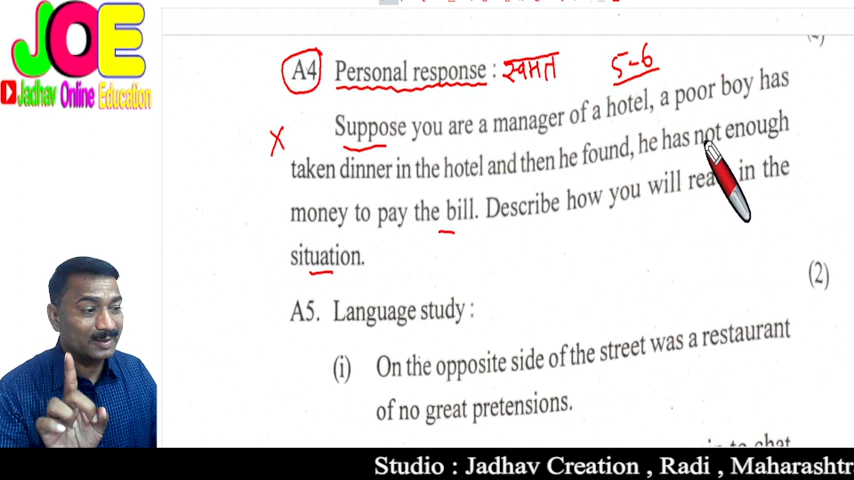 JOE
Jadhav Online Education
A4 Personal response : स्वमत 5-6
Suppose you are a manager of a hotel, a poor boy has
taken dinner in the hotel and then he found, he has not enough
money to pay the bill. Describe how you will rea in the
situation.
(2)
A5. Language study :
(i) On the opposite side of the street was a restaurant
of no great pretensions.
in to chat
Studio : Jadhav Creation , Radi , Maharashtr